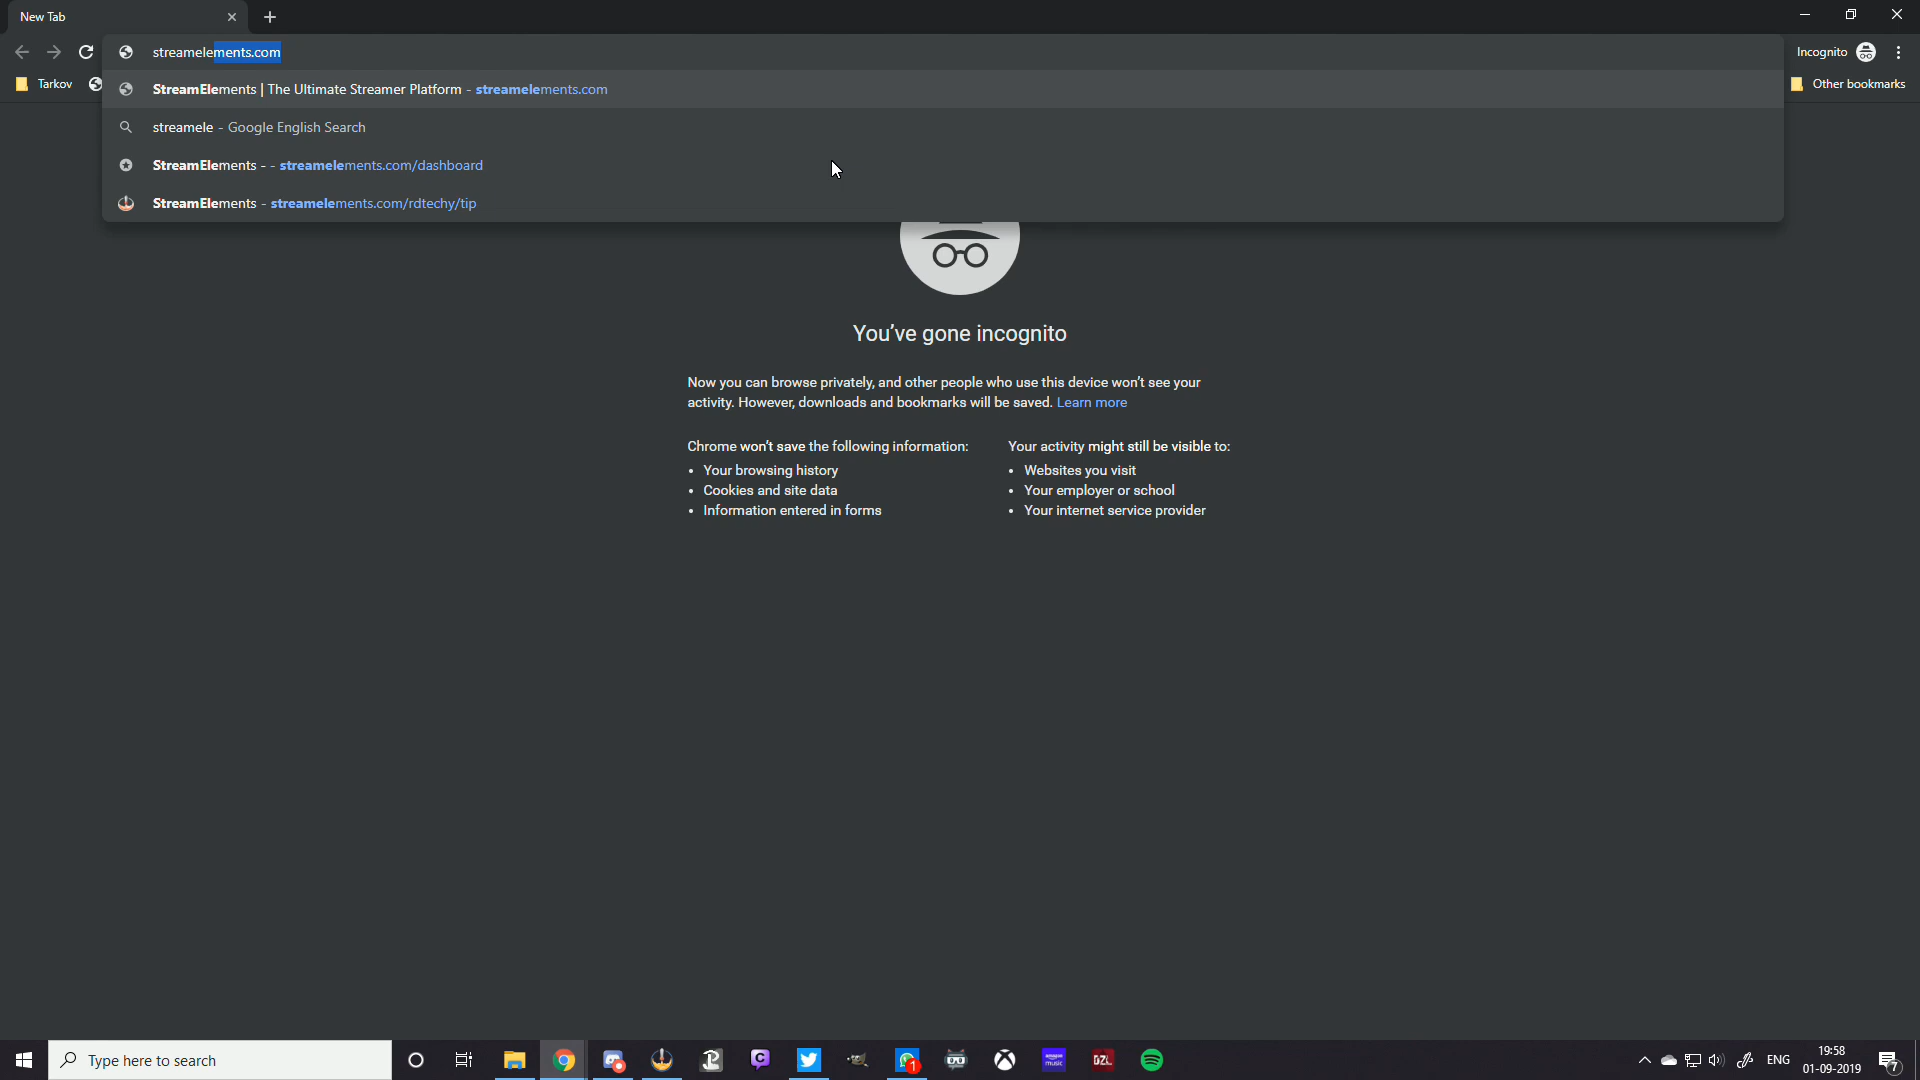 New Tab
streamelements.com
Incognito
Tarkov
Other bookmarks
StreamElements | The Ultimate Streamer Platform - streamelements.com
streamele - Google English Search
StreamElements - - streamelements.com/dashboard
StreamElements - streamelements.com/rdtechy/tip
You've gone incognito
Now you can browse privately, and other people who use this device won't see your
activity. However, downloads and bookmarks will be saved. Learn more
Chrome won't save the following information:
• Your browsing history
• Cookies and site data
• Information entered in forms
Your activity might still be visible to:
• Websites you visit
• Your employer or school
• Your internet service provider
Type here to search
1
amazon music
DZL
ENG
19:58
01-09-2019
7